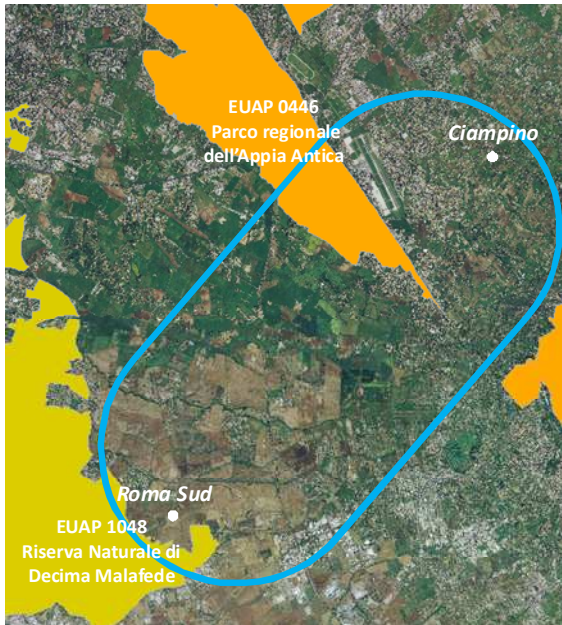 EUAP 0446
Parco regionale
dell'Appia Antica
Ciampino
Roma Sud
EUAP 1048
Riserva Naturale di
Decima Malafede